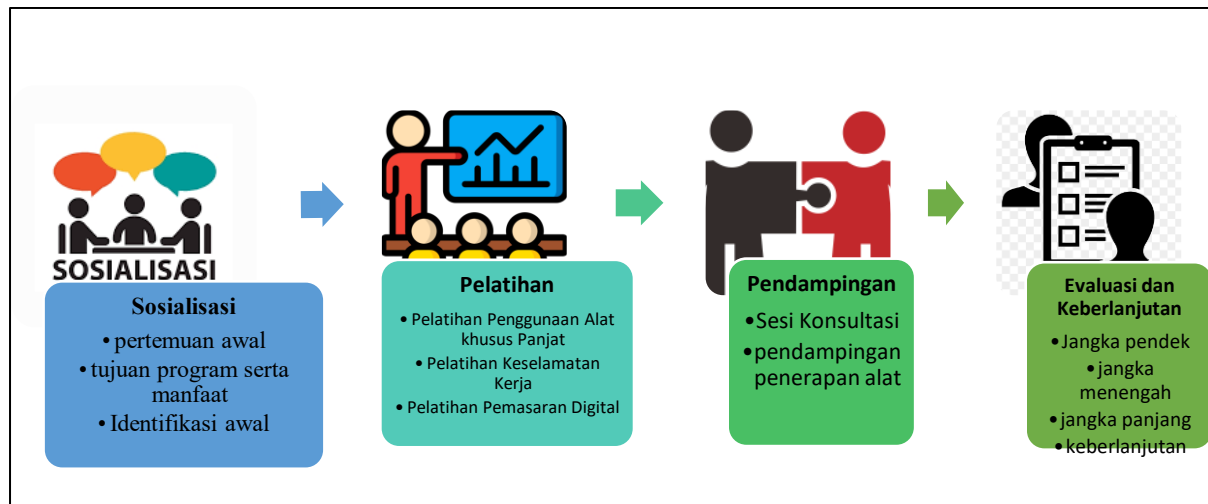 SOSIALISASI
Sosialisasi
• pertemuan awal
• tujuan program serta
manfaat
• Identifikasi awal
Pelatihan
• Pelatihan Penggunaan Alat
khusus Panjat
• Pelatihan Keselamatan
Kerja
• Pelatihan Pemasaran Digital
Pendampingan
•Sesi Konsultasi
•pendampingan
penerapan alat
Evaluasi dan
Keberlanjutan
•Jangka pendek
•jangka
menengah
•jangka panjang
•keberlanjutan